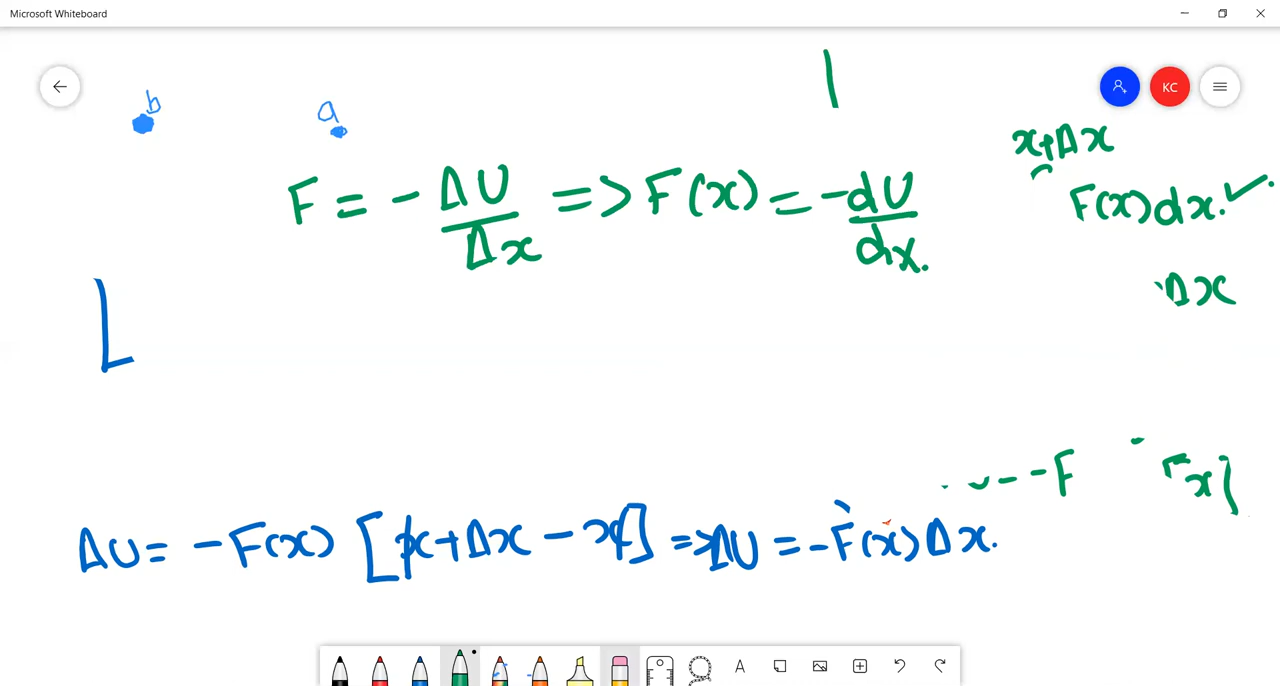 Microsoft Whiteboard
KC
b
a
x+Δx
F = - ΔU/Δx => F(x) = -dU/dx.
F(x)dx. ✓
Δx
-F
x]
ΔU = -F(x) [x+Δx - x] => ΔU = -F(x)Δx.
A